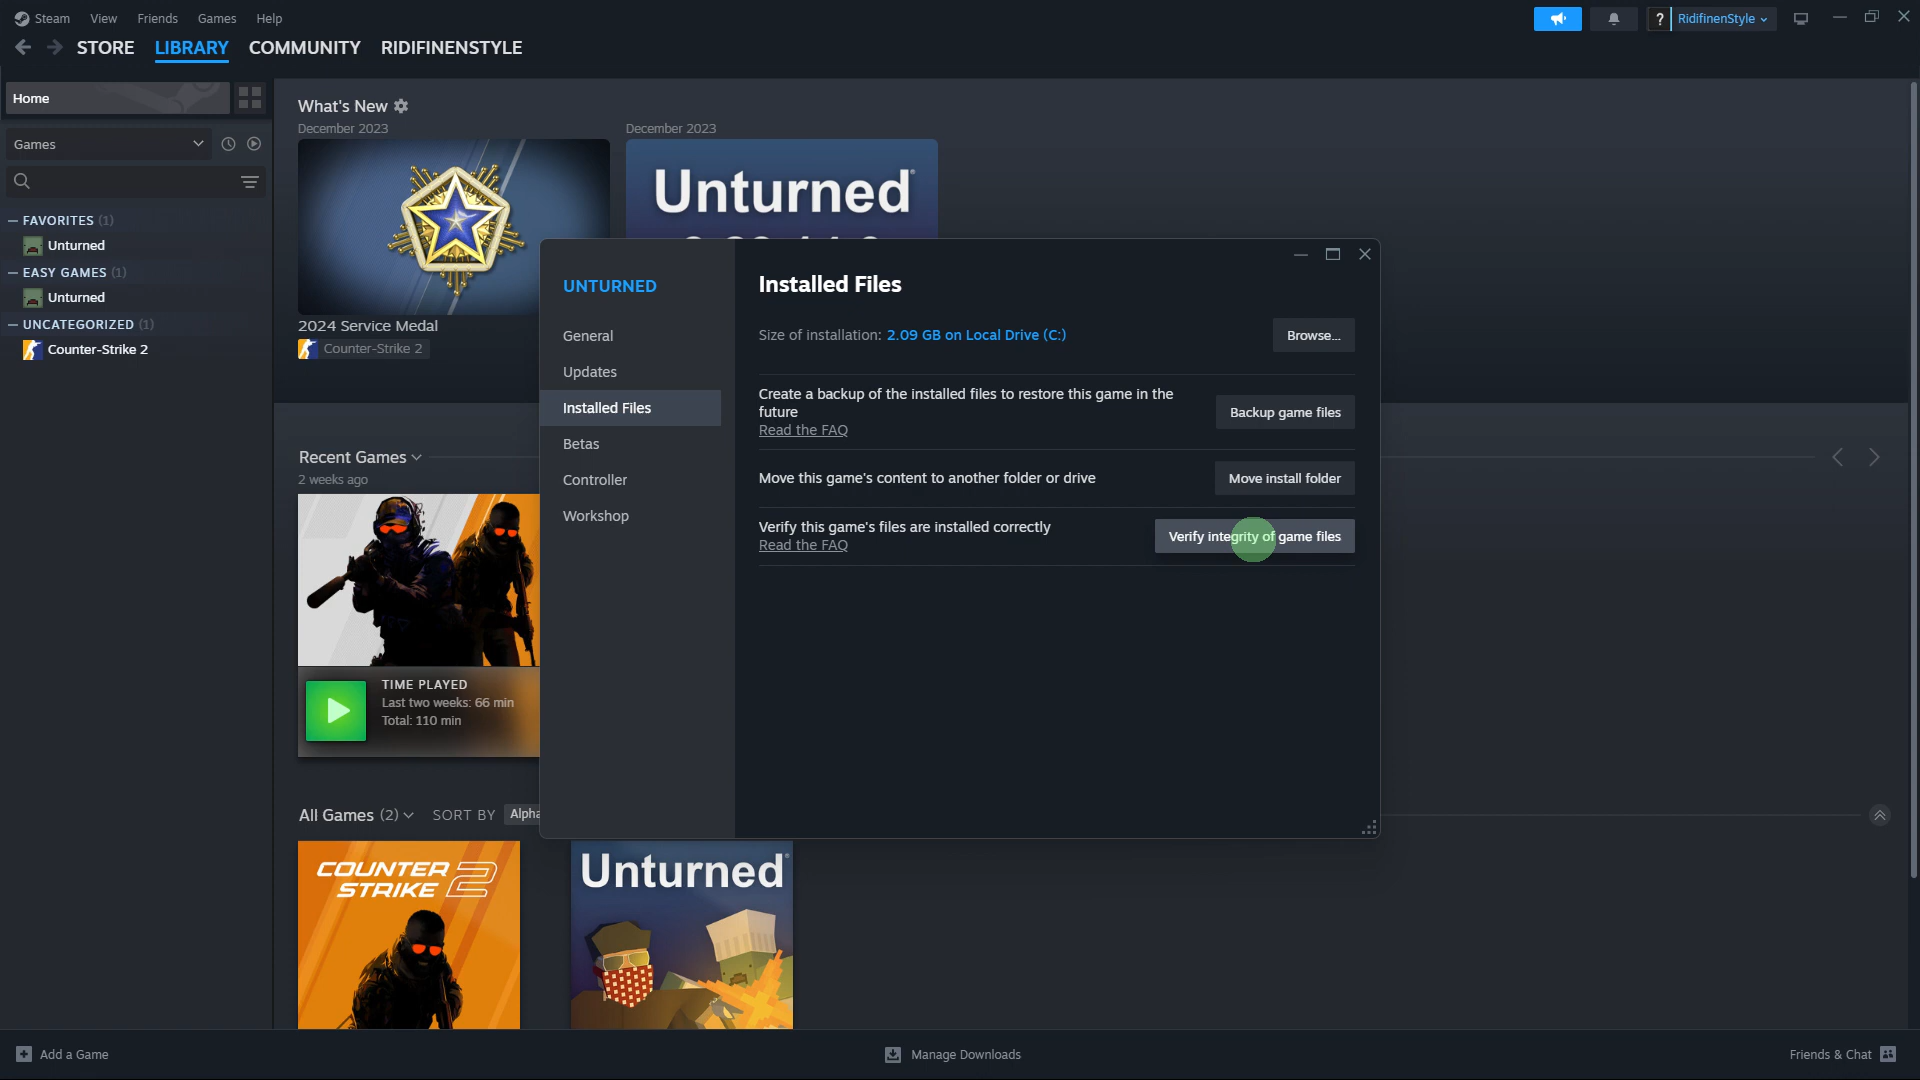 Steam View Friends Games Help
? RidifinenStyle
STORE LIBRARY COMMUNITY RIDIFINENSTYLE
Home
Games
FAVORITES (1)
Unturned
EASY GAMES (1)
Unturned
UNCATEGORIZED (1)
Counter-Strike 2
What's New
December 2023
December 2023
Unturned
2024 Service Medal
Counter-Strike 2
Recent Games
2 weeks ago
TIME PLAYED
Last two weeks: 66 min
Total: 110 min
All Games (2) SORT BY Alpha
COUNTER
STRIKE 2
Unturned
UNTURNED
General
Updates
Installed Files
Betas
Controller
Workshop
Installed Files
Size of installation: 2.09 GB on Local Drive (C:)
Browse...
Create a backup of the installed files to restore this game in the
future
Read the FAQ
Backup game files
Move this game's content to another folder or drive
Move install folder
Verify this game's files are installed correctly
Read the FAQ
Verify integrity of game files
Add a Game
Manage Downloads
Friends & Chat